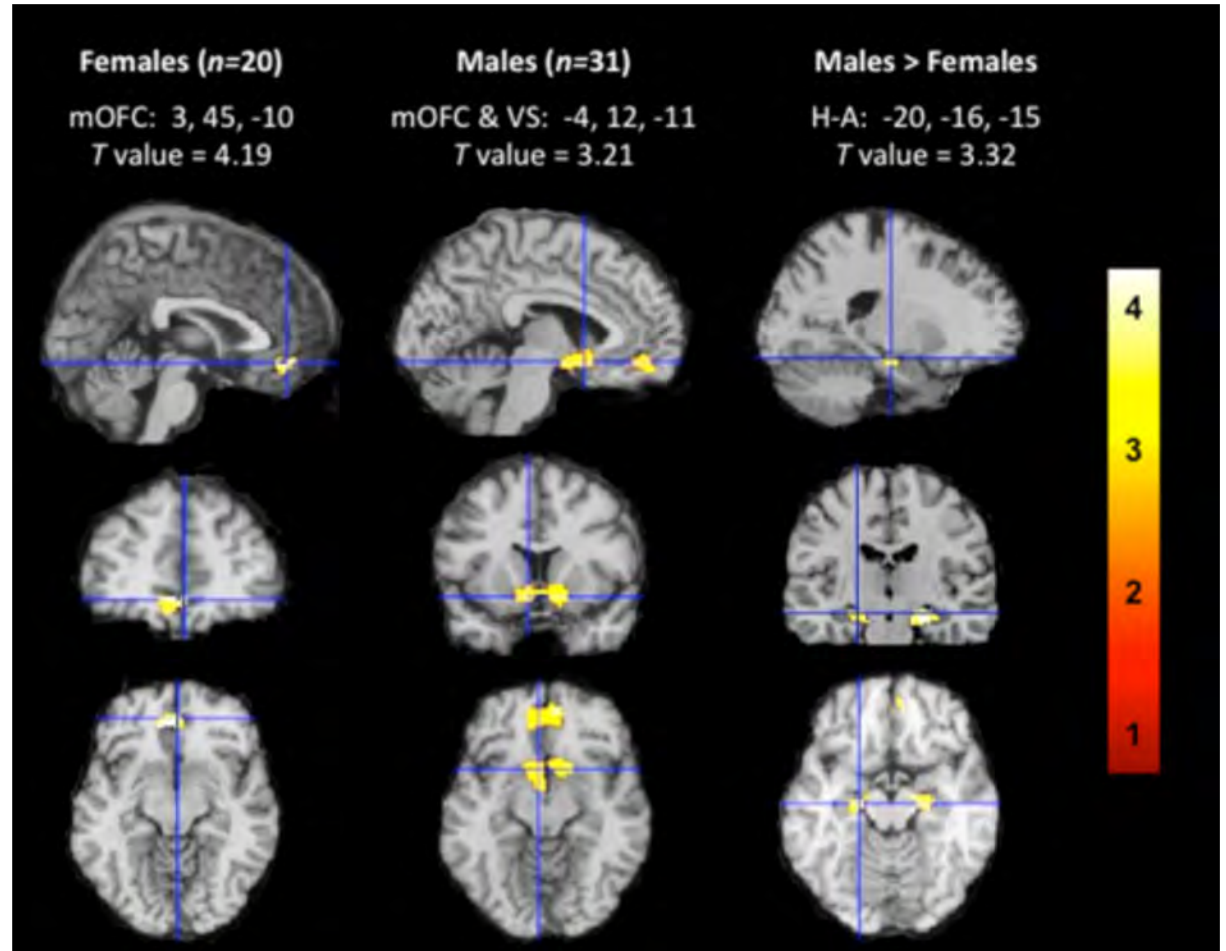 Females (n=20)
mOFC: 3, 45, -10
T value = 4.19
Males (n=31)
mOFC & VS: -4, 12, -11
T value = 3.21
Males > Females
H-A: -20, -16, -15
T value = 3.32
4
3
2
1